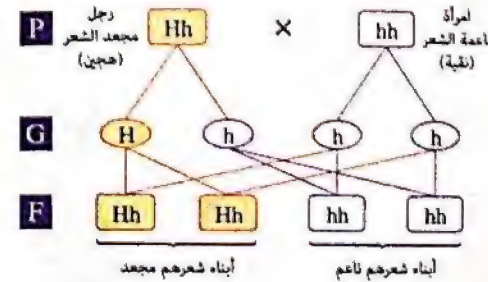 P
رجل
مجعد الشعر
(هجين)
Hh
×
hh
امرأة
ناعمة الشعر
(نقية)
G
H
h
h
h
F
Hh
Hh
hh
hh
أبناء شعرهم مجعد
أبناء شعرهم ناعم